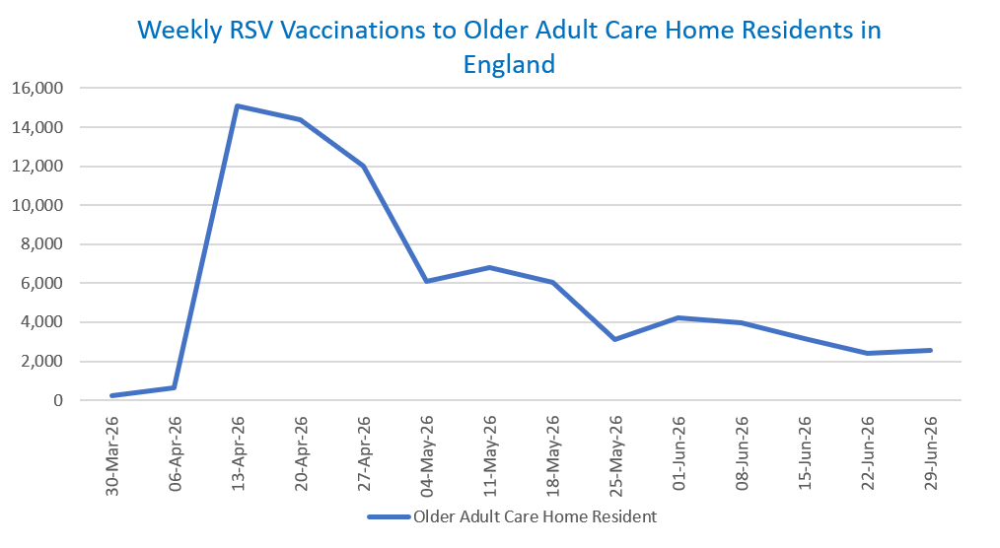 Weekly RSV Vaccinations to Older Adult Care Home Residents in
England
16,000
14,000
12,000
10,000
8,000
6,000
4,000
2,000
0
30-Mar-26
06-Apr-26
13-Apr-26
20-Apr-26
27-Apr-26
04-May-26
11-May-26
18-May-26
25-May-26
01-Jun-26
08-Jun-26
15-Jun-26
22-Jun-26
29-Jun-26
Older Adult Care Home Resident